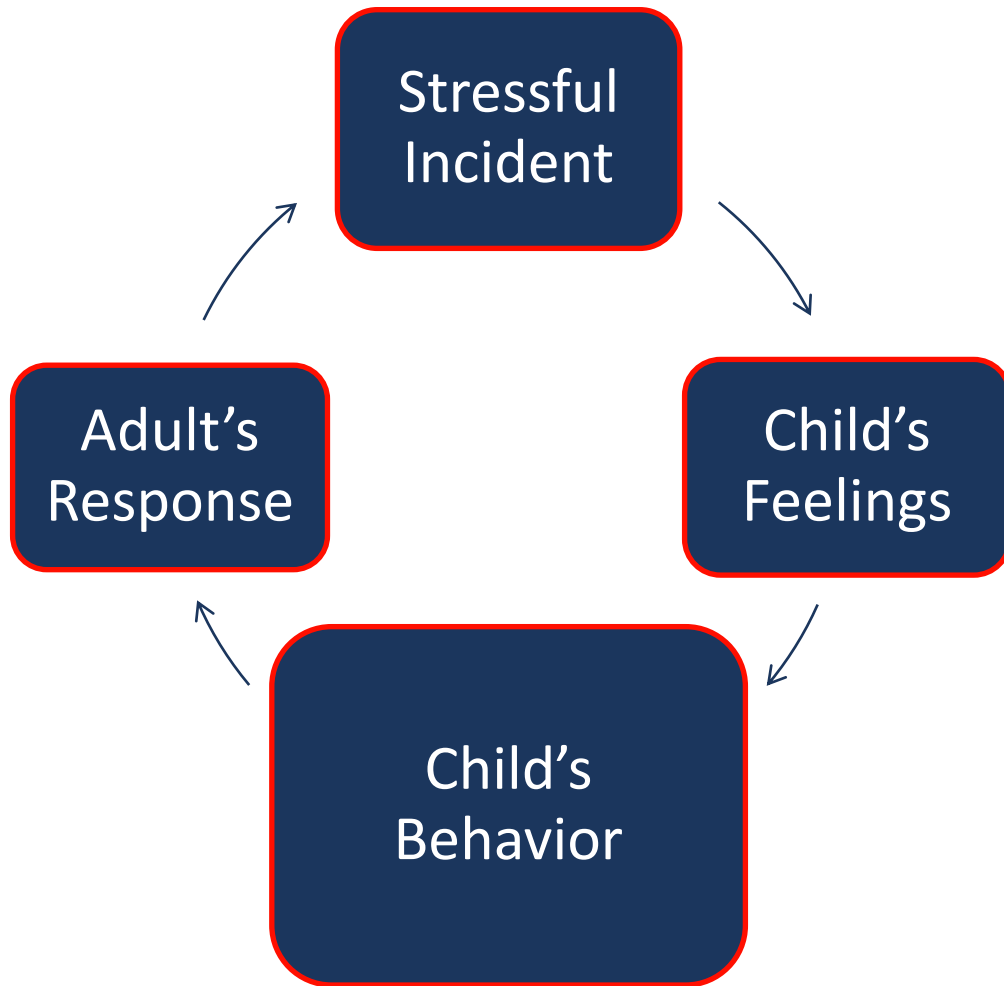 Stressful
Incident
Adult’s
Response
Child’s
Feelings
Child’s
Behavior